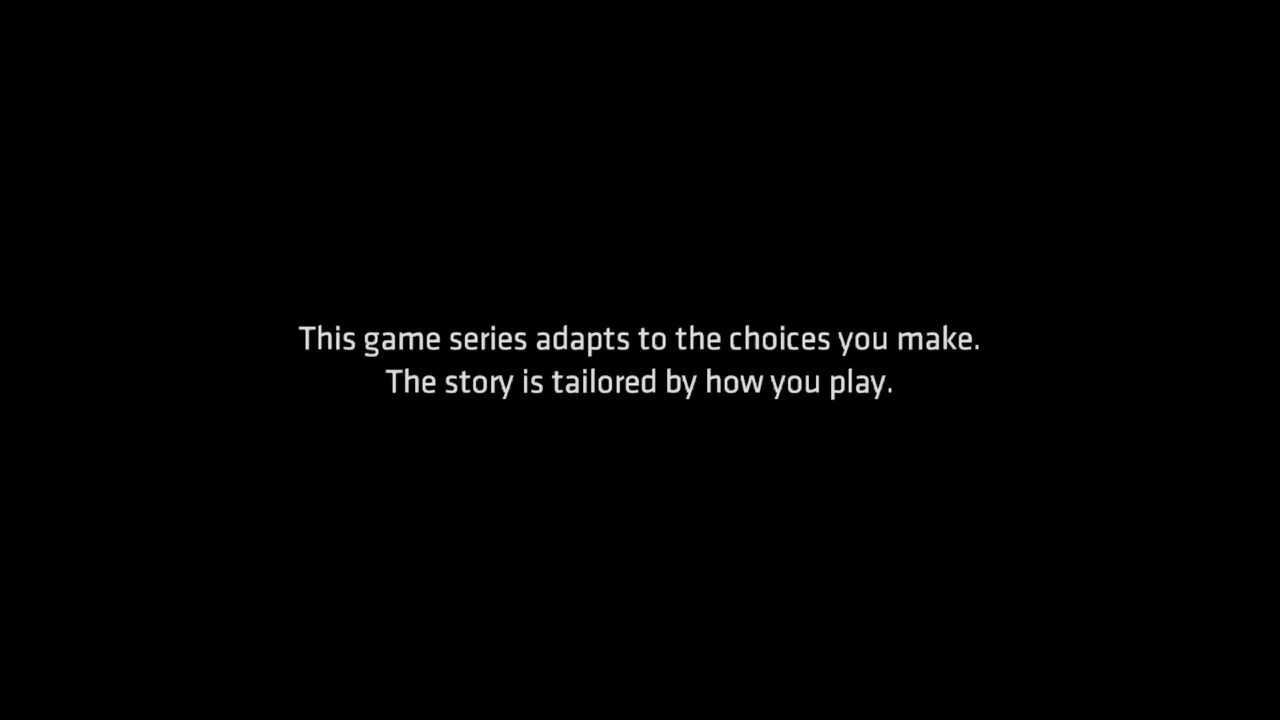 This game series adapts to the choices you make.
The story is tailored by how you play.